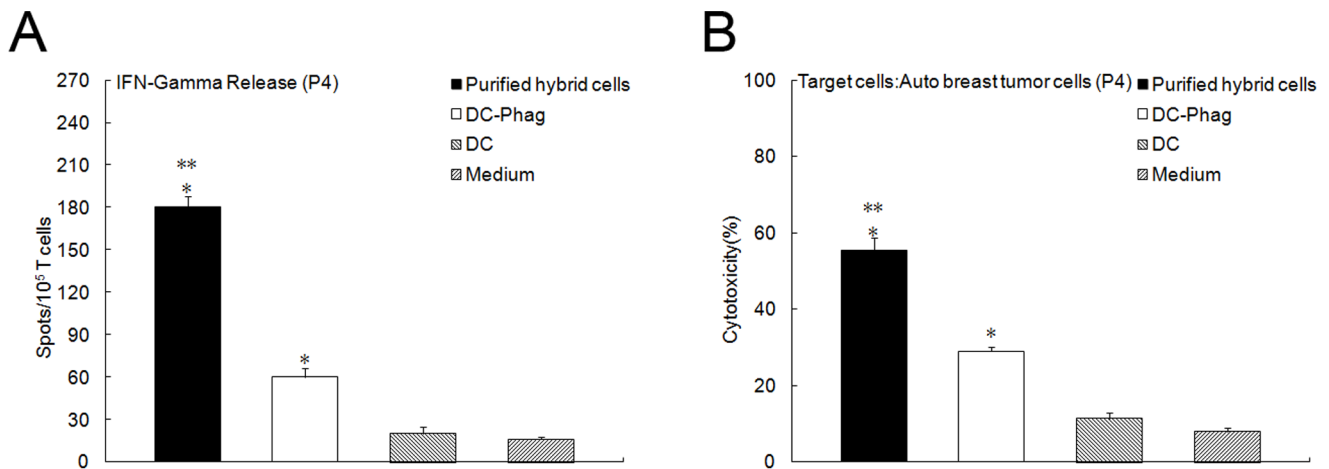 A
IFN-Gamma Release (P4)
Spots/10⁵ T cells
270
240
210
180
150
120
90
60
30
0
**
*
*
Purified hybrid cells
DC-Phag
DC
Medium
B
Target cells:Auto breast tumor cells (P4)
Cytotoxicity(%)
100
80
60
40
20
0
**
*
*
Purified hybrid cells
DC-Phag
DC
Medium